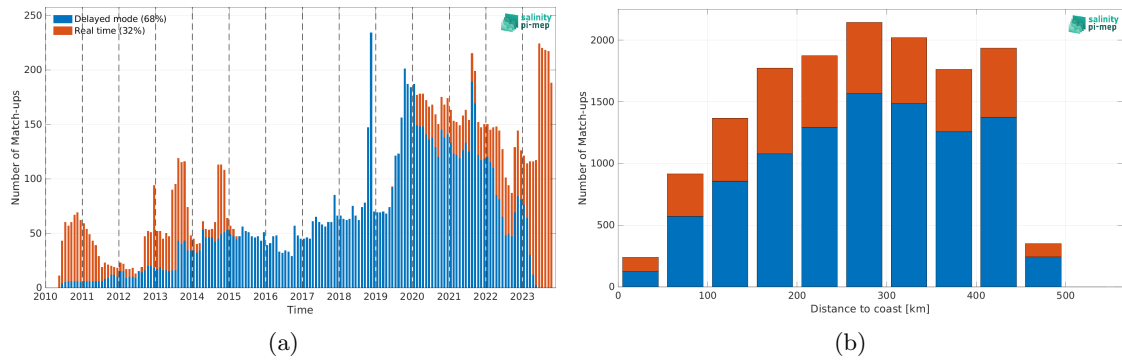 Delayed mode (68%)
Real time (32%)
salinity
pi-mep
Number of Match-ups
250
200
150
100
50
0
2010 2011 2012 2013 2014 2015 2016 2017 2018 2019 2020 2021 2022 2023
Time
(a)
salinity
pi-mep
Number of Match-ups
2000
1500
1000
500
0
0 100 200 300 400 500
Distance to coast [km]
(b)